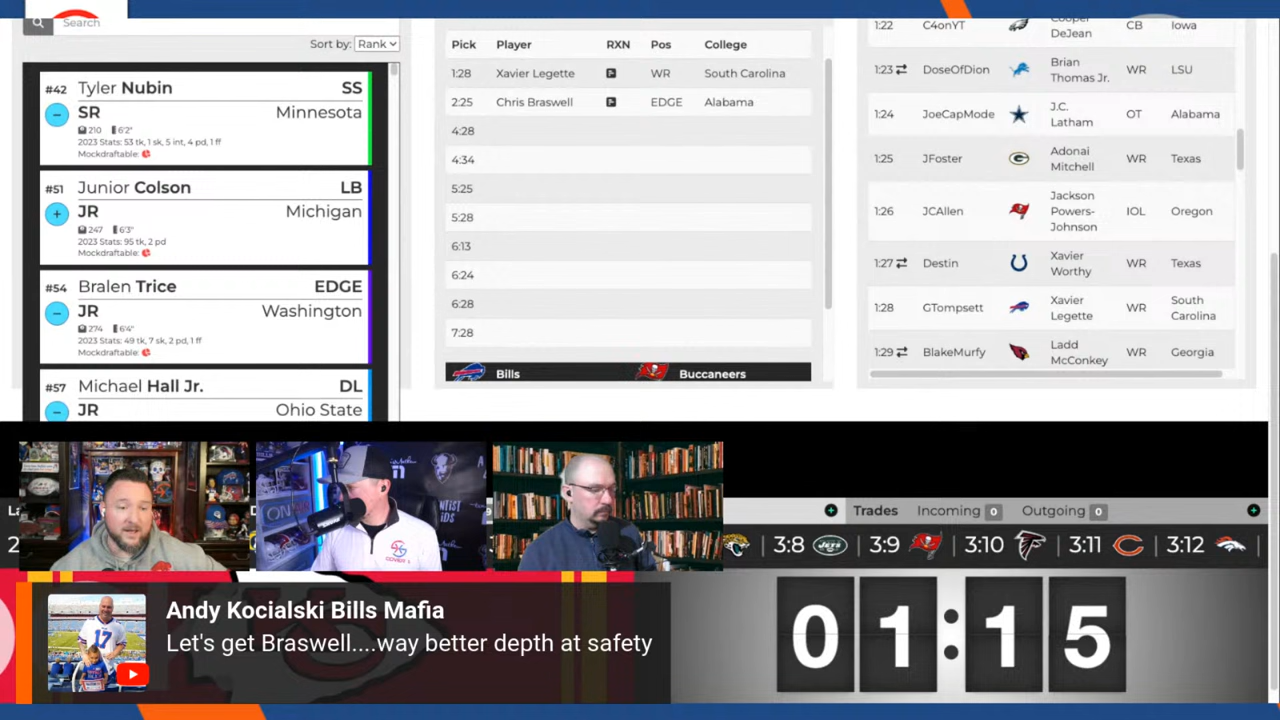 Search
Sort by: Rank
#42 Tyler Nubin SS
SR Minnesota
210 6'2"
2023 Stats: 53 tk, 1 sk, 5 int, 4 pd, 1 ff
Mockdraftable:
#51 Junior Colson LB
JR Michigan
247 6'3"
2023 Stats: 95 tk, 2 pd
Mockdraftable:
#54 Bralen Trice EDGE
JR Washington
274 6'4"
2023 Stats: 49 tk, 7 sk, 2 pd, 1 ff
Mockdraftable:
#57 Michael Hall Jr. DL
JR Ohio State
Pick Player RXN Pos College
1:28 Xavier Legette WR South Carolina
2:25 Chris Braswell EDGE Alabama
4:28
4:34
5:25
5:28
6:13
6:24
6:28
7:28
Bills Buccaneers
1:22 C4onYT Cooper DeJean CB Iowa
1:23 DoseOfDion Brian Thomas Jr. WR LSU
1:24 JoeCapMode J.C. Latham OT Alabama
1:25 JFoster Adonai Mitchell WR Texas
1:26 JCAllen Jackson Powers-Johnson IOL Oregon
1:27 Destin Xavier Worthy WR Texas
1:28 GTompsett Xavier Legette WR South Carolina
1:29 BlakeMurfy Ladd McConkey WR Georgia
Trades Incoming 0 Outgoing 0
3:8 3:9 3:10 3:11 3:12
Andy Kocialski Bills Mafia
Let's get Braswell....way better depth at safety
01:15